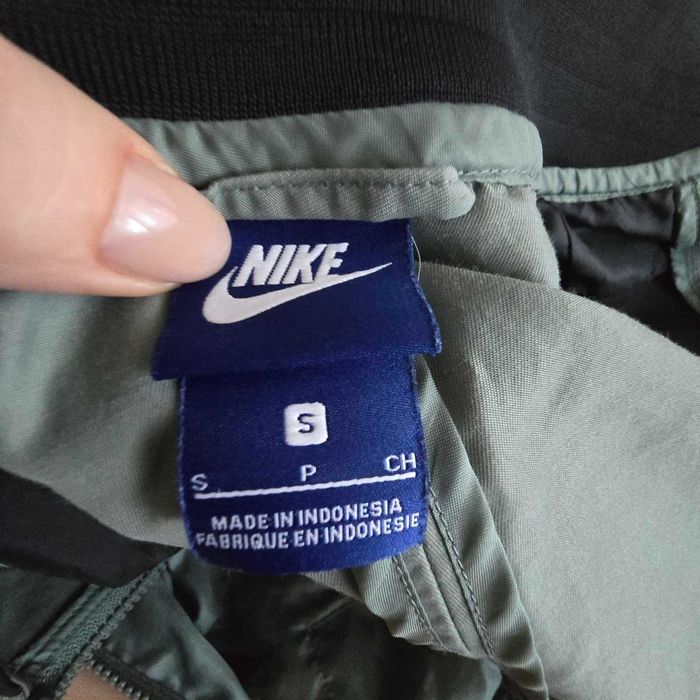 NIKE
S
S P CH
MADE IN INDONESIA
FABRIQUE EN INDONESIE